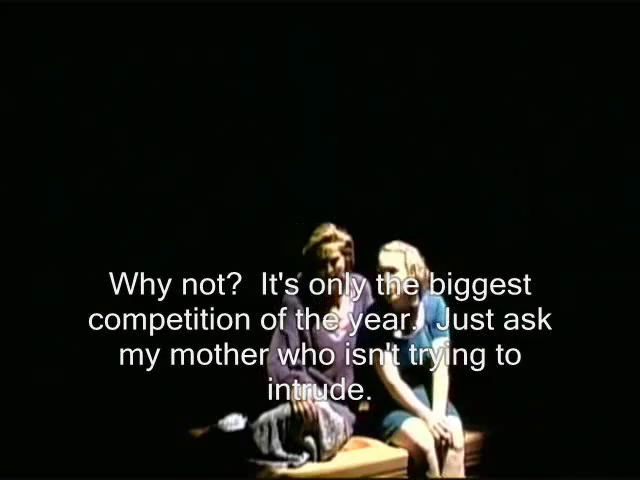 Why not?  It's only the biggest
competition of the year.  Just ask
my mother who isn't trying to
intrude.